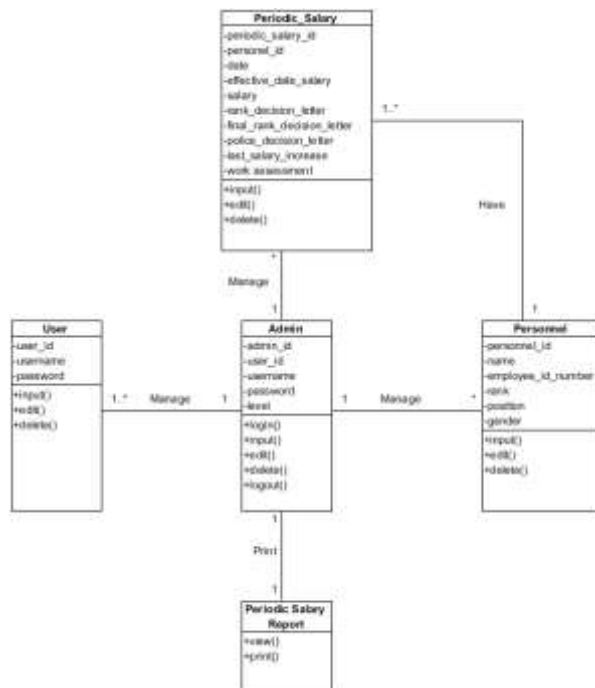 Periodic_Salary
-periodic_salary_id
-personel_id
-date
-effective_date_salary
-salary
-rank_decision_letter
-final_rank_decision_letter
-police_decision_letter
-last_salary_increase
-work assessment
+input()
+edit()
+delete()
1..*
Have
1
*
Manage
1
User
-user_id
-username
-password
+input()
+edit()
+delete()
1..*
Manage
1
Admin
-admin_id
-user_id
-username
-password
-level
+login()
+input()
+edit()
+delete()
+logout()
1
Manage
*
Personnel
-personnel_id
-name
-employee_id_number
-rank
-position
-gender
+input()
+edit()
+delete()
1
Print
1
Periodic Salary
Report
+view()
+print()